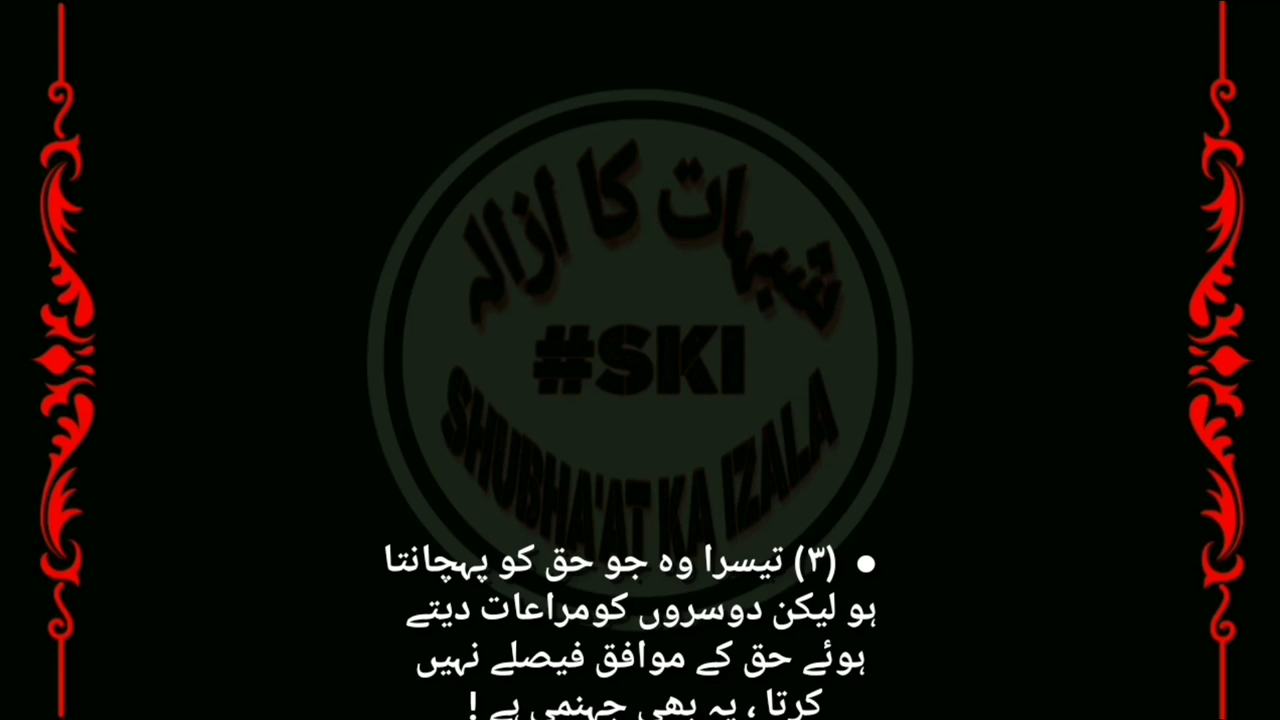 شبہات کا ازالہ
#SKI
SHUBHA'AT KA IZALA
• (۳) تیسرا وہ جو حق کو پہچانتا
ہو لیکن دوسروں کومراعات دیتے
ہوئے حق کے موافق فیصلے نہیں
کرتا ، یہ بھی جہنمی ہے !